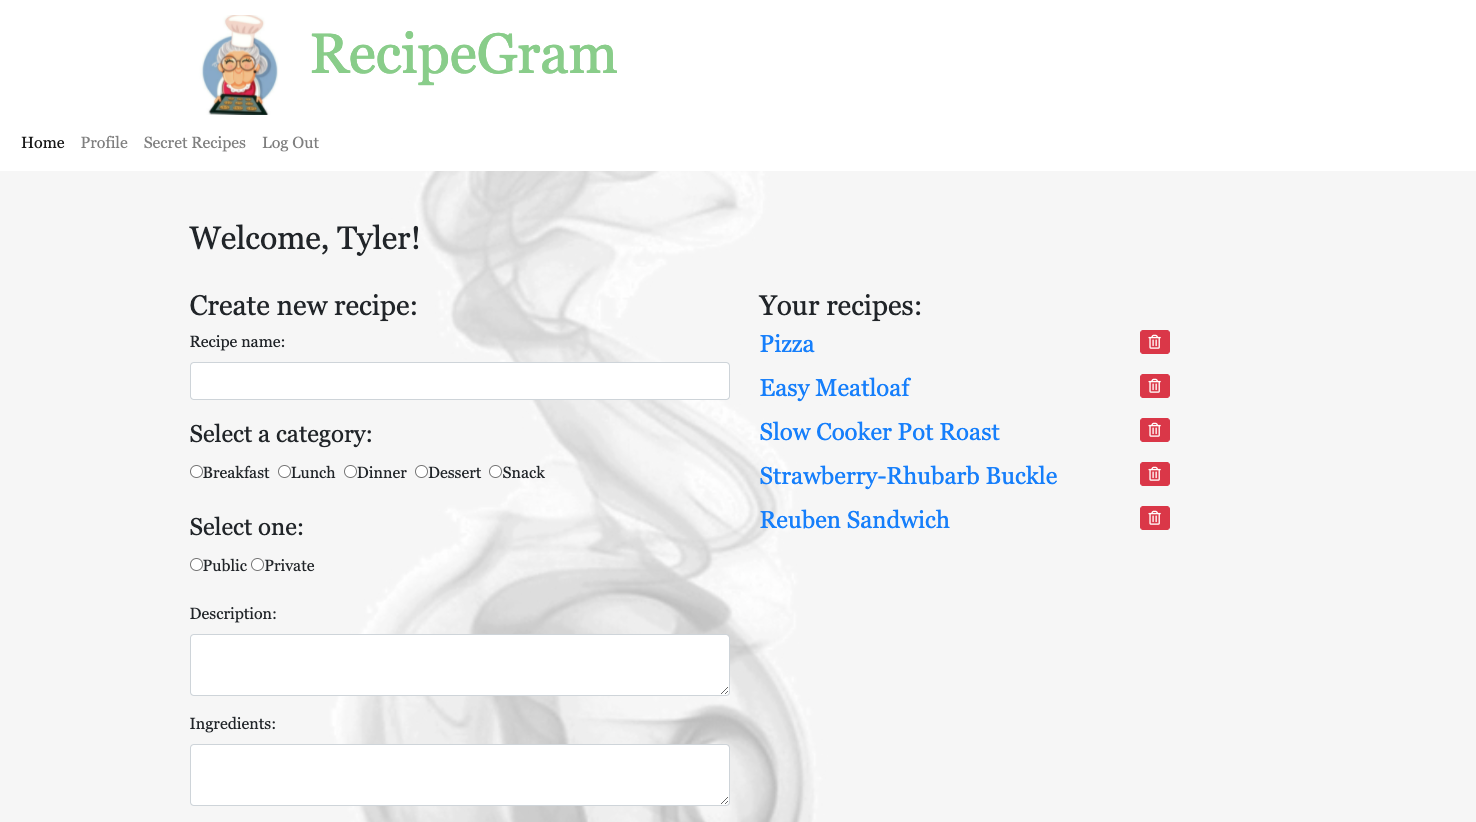 RecipeGram
Home Profile Secret Recipes Log Out
Welcome, Tyler!
Create new recipe:
Recipe name:
Select a category:
Breakfast Lunch Dinner Dessert Snack
Select one:
Public Private
Description:
Ingredients:
Your recipes:
Pizza
Easy Meatloaf
Slow Cooker Pot Roast
Strawberry-Rhubarb Buckle
Reuben Sandwich